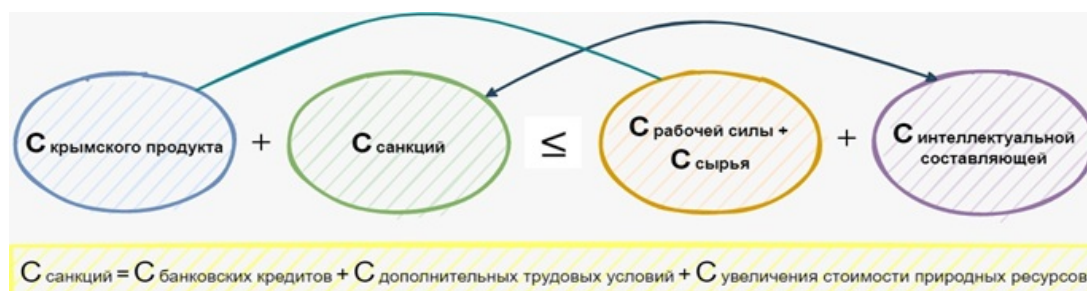 С крымского продукта + С санкций ≤ С рабочей силы + С сырья + С интеллектуальной составляющей
С санкций = С банковских кредитов + С дополнительных трудовых условий + С увеличения стоимости природных ресурсов